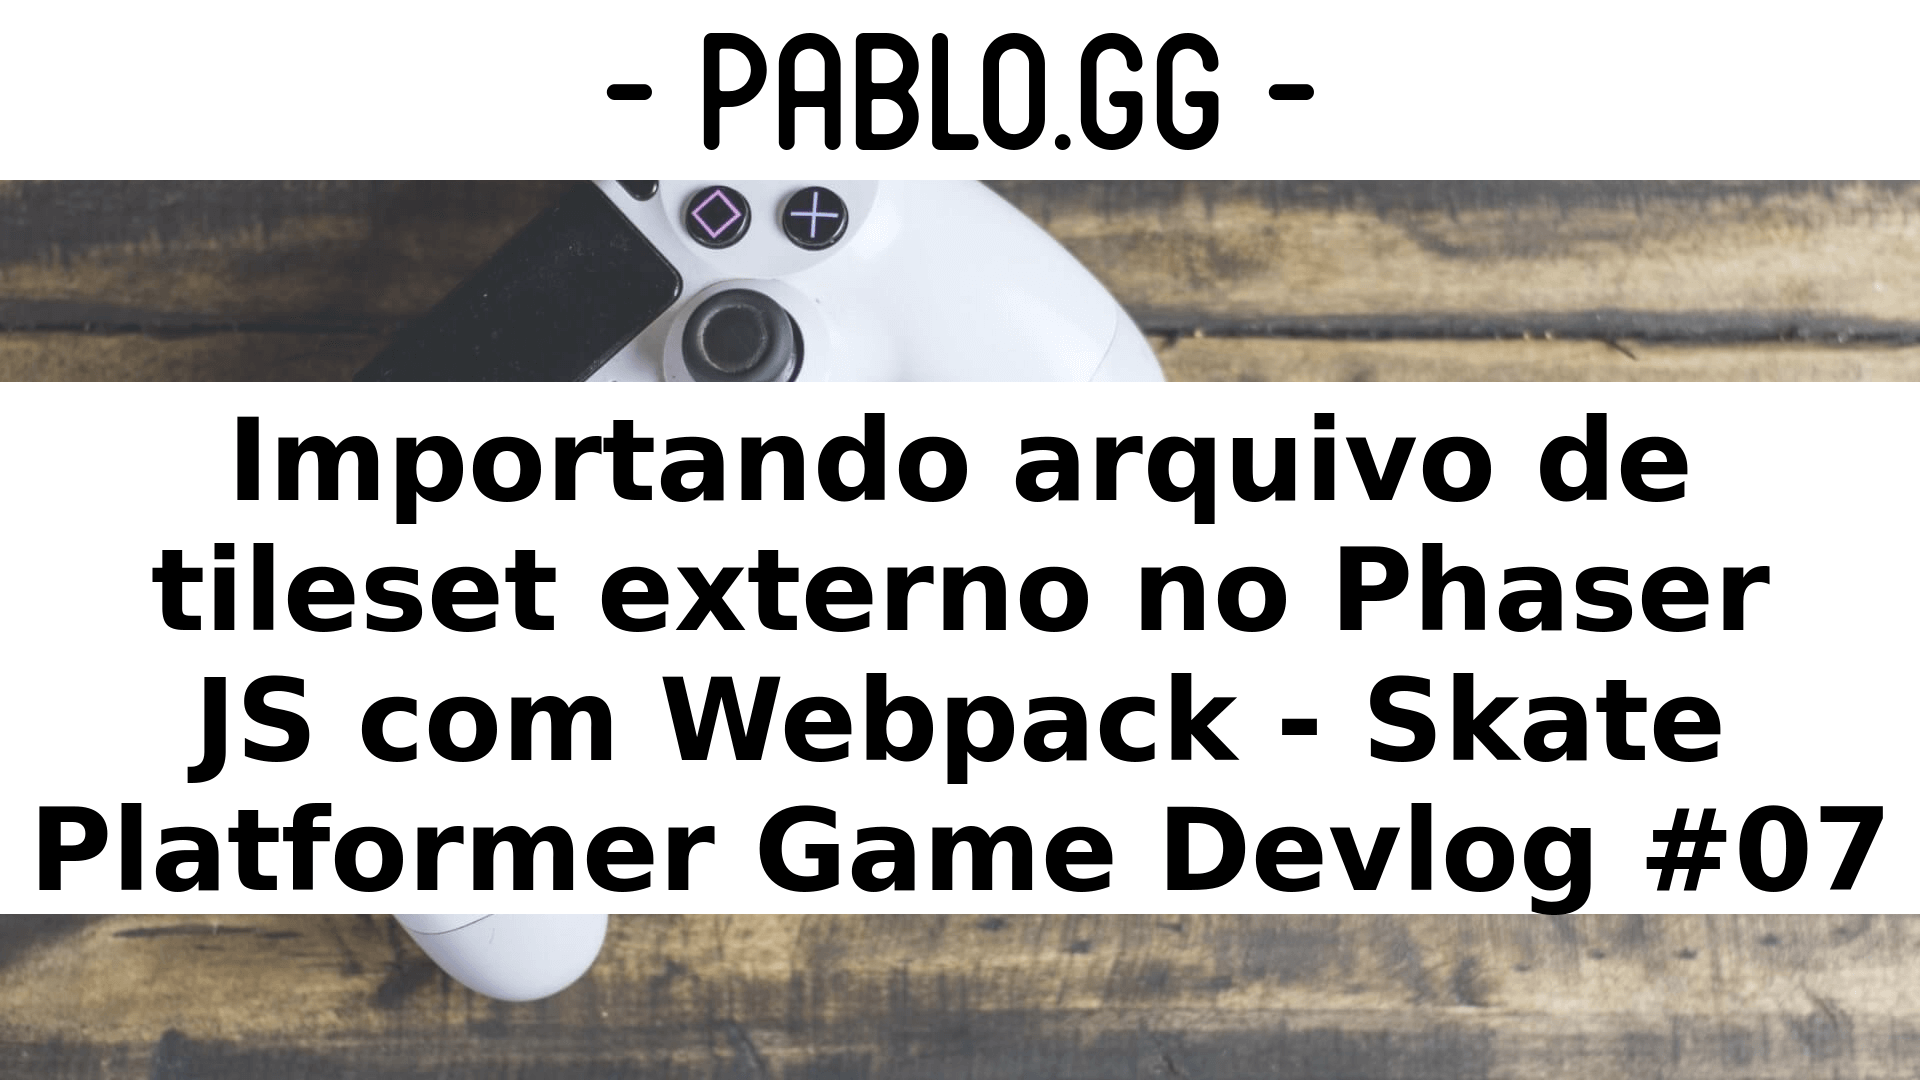 - PABLO.GG -
Importando arquivo de
tileset externo no Phaser
JS com Webpack - Skate
Platformer Game Devlog #07